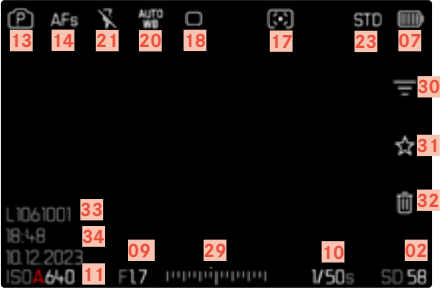 P AFs AUTO WB STD
13 14 21 20 18 17 23 07
30
31
32
L1061001 33
18:48 34
10.12.2023 09 29 10 02
ISO A 640 11 F1.7 1/50s SD 58